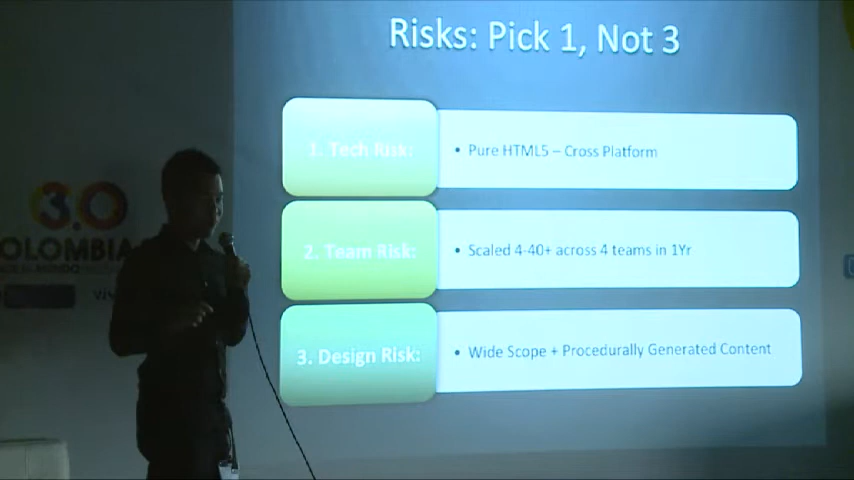 Risks: Pick 1, Not 3
1. Tech Risk:
• Pure HTML5 – Cross Platform
2. Team Risk:
• Scaled 4-40+ across 4 teams in 1Yr
3. Design Risk:
• Wide Scope + Procedurally Generated Content
3.0
OLOMBIA